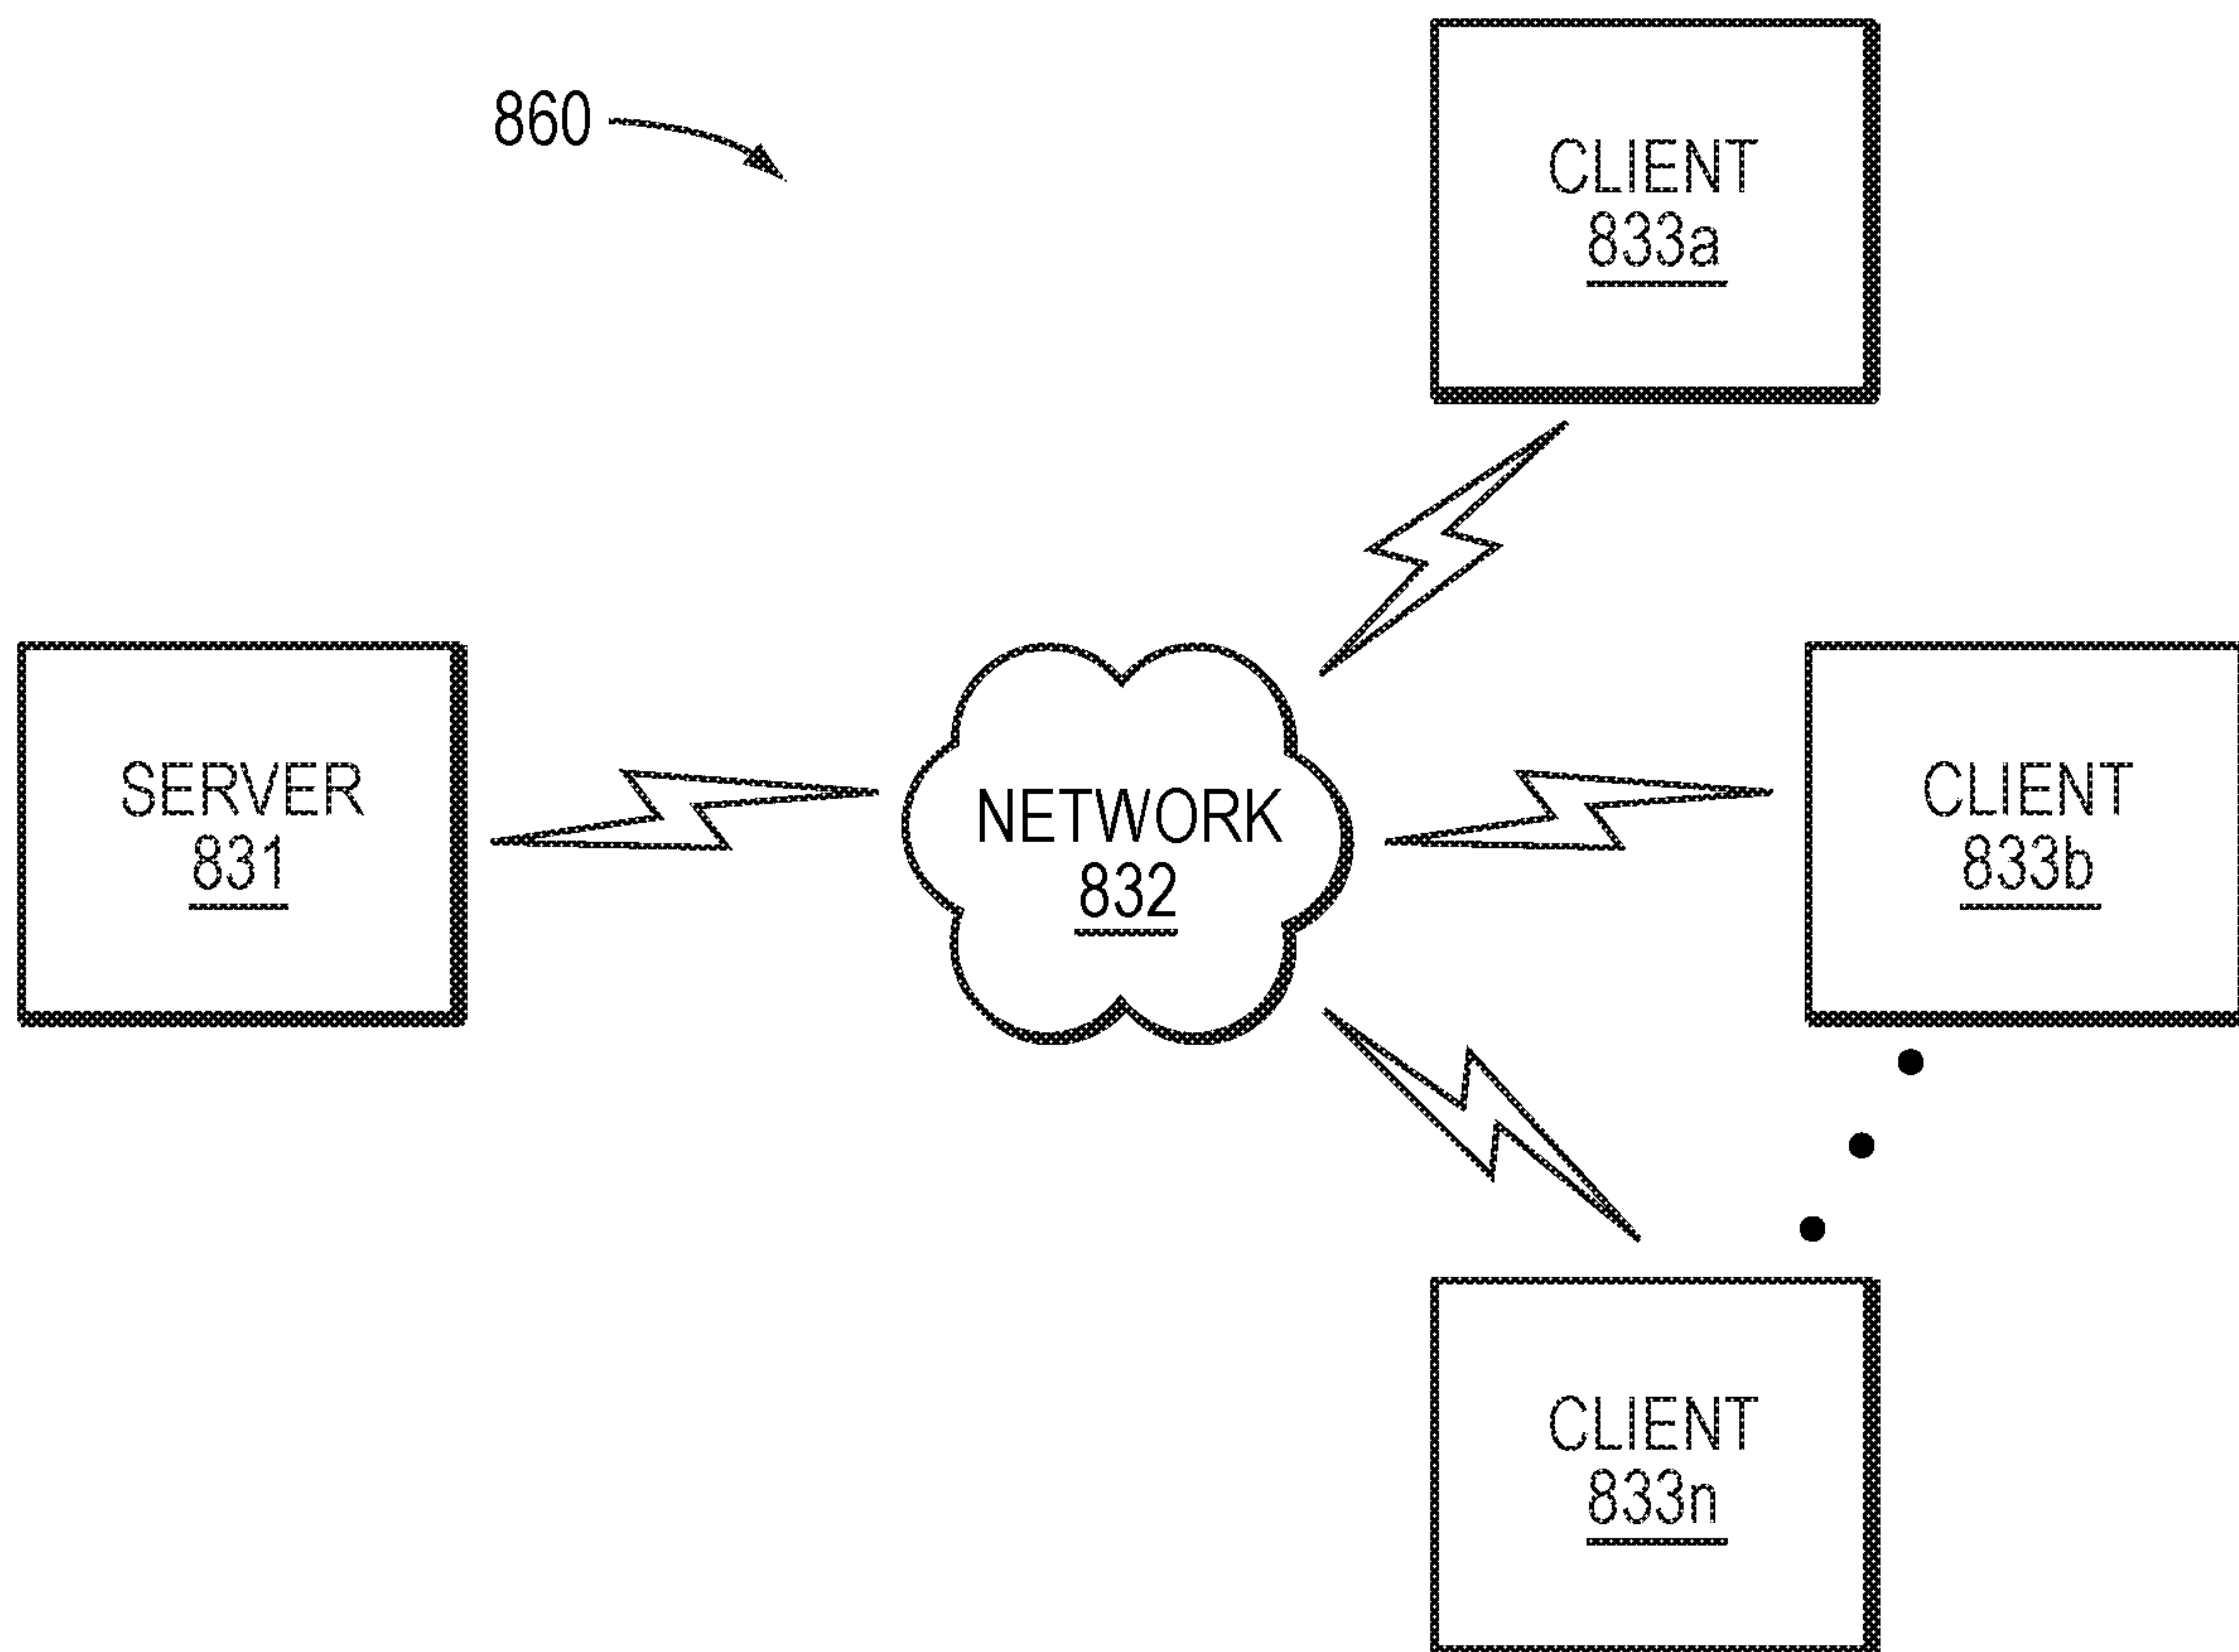 860
CLIENT
833a
SERVER
831
NETWORK
832
CLIENT
833b
CLIENT
833n